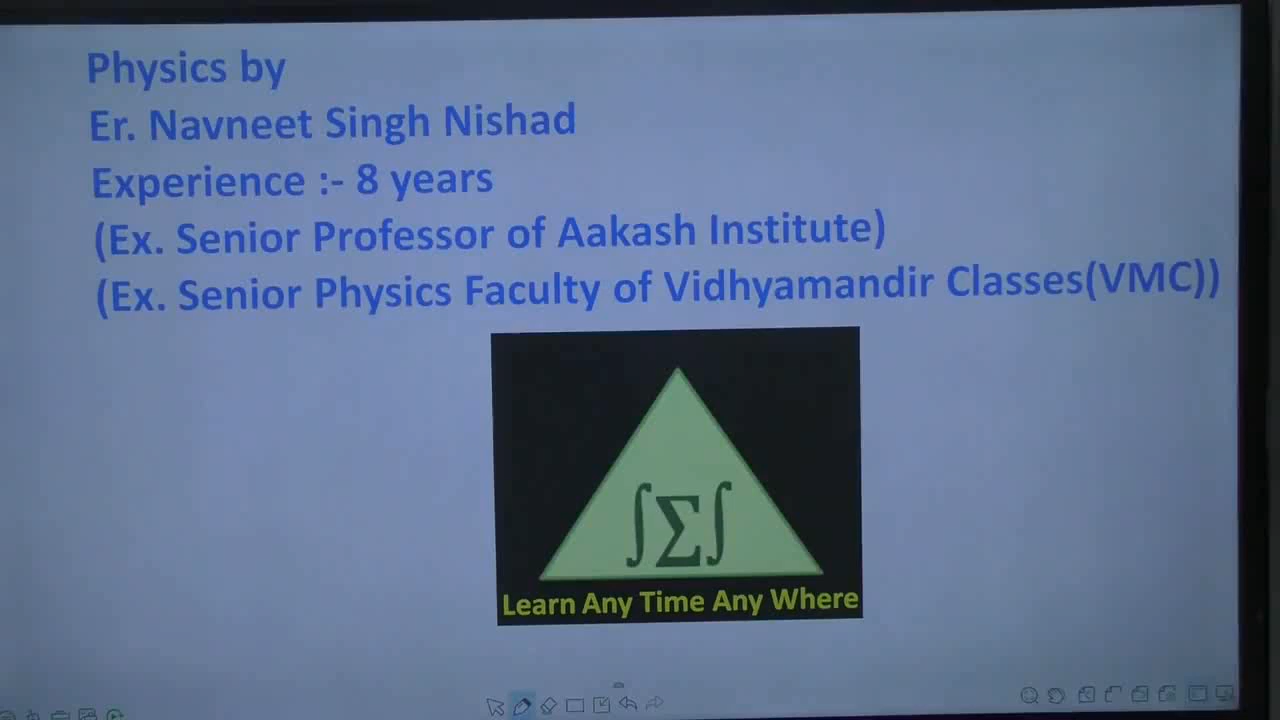 Physics by
Er. Navneet Singh Nishad
Experience :- 8 years
(Ex. Senior Professor of Aakash Institute)
(Ex. Senior Physics Faculty of Vidhyamandir Classes(VMC))
∫∑∫
Learn Any Time Any Where